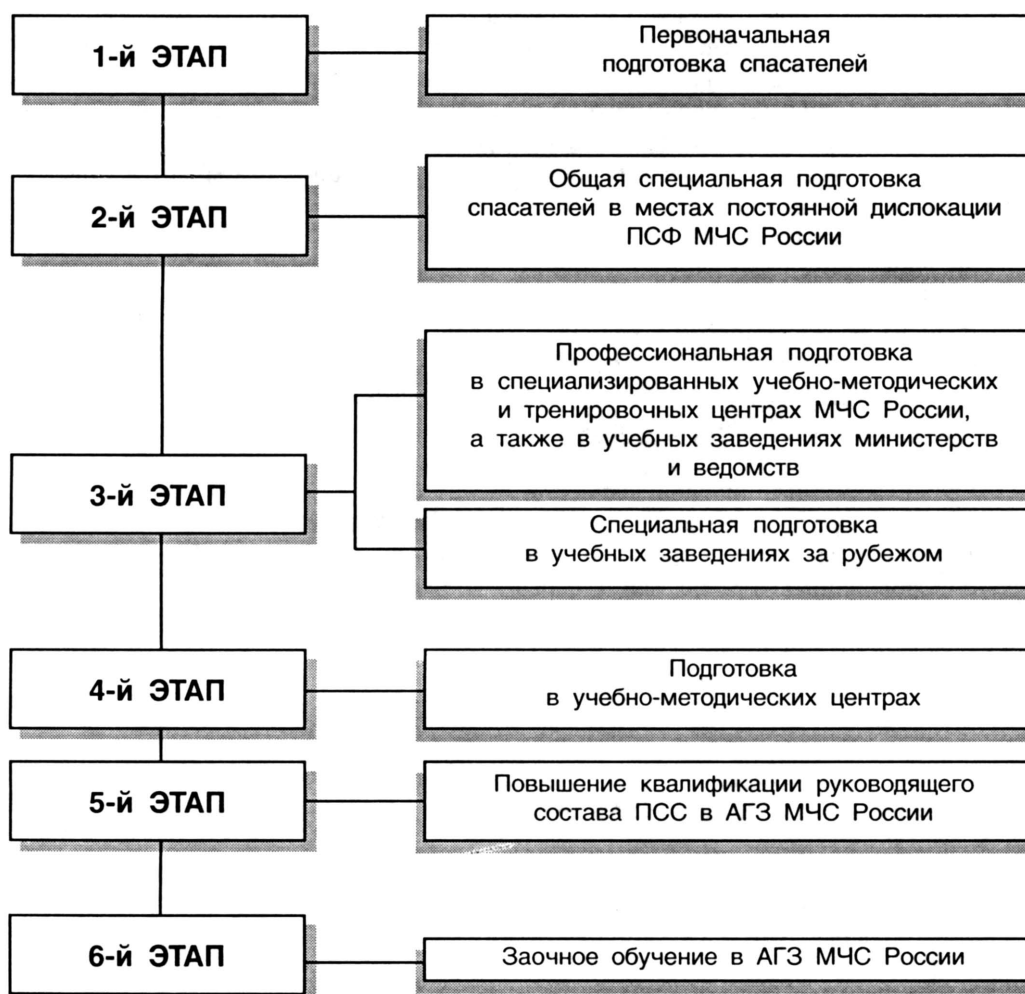 1-й ЭТАП
Первоначальная
подготовка спасателей
2-й ЭТАП
Общая специальная подготовка
спасателей в местах постоянной дислокации
ПСФ МЧС России
3-й ЭТАП
Профессиональная подготовка
в специализированных учебно-методических
и тренировочных центрах МЧС России,
а также в учебных заведениях министерств
и ведомств
Специальная подготовка
в учебных заведениях за рубежом
4-й ЭТАП
Подготовка
в учебно-методических центрах
5-й ЭТАП
Повышение квалификации руководящего
состава ПСС в АГЗ МЧС России
6-й ЭТАП
Заочное обучение в АГЗ МЧС России